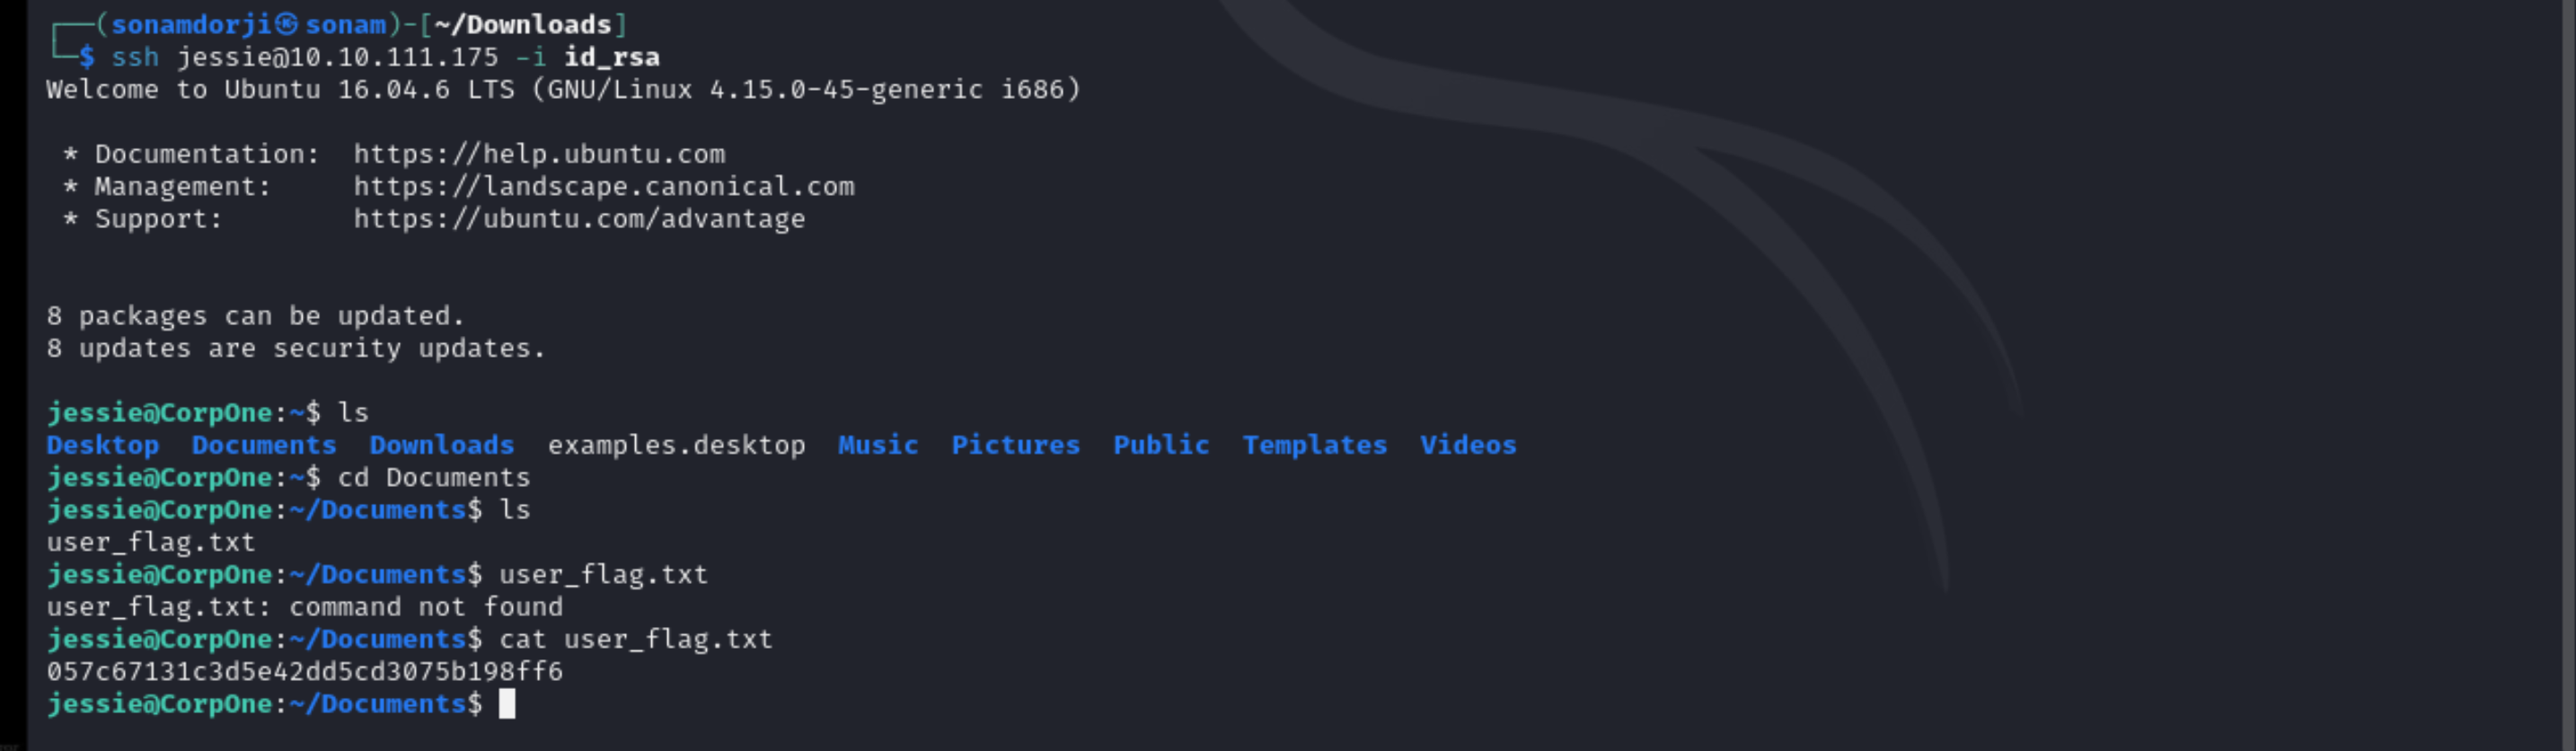 ┌──(sonamdorji㉿sonam)-[~/Downloads]
└─$ ssh jessie@10.10.111.175 -i id_rsa
Welcome to Ubuntu 16.04.6 LTS (GNU/Linux 4.15.0-45-generic i686)
* Documentation:  https://help.ubuntu.com
* Management:     https://landscape.canonical.com
* Support:        https://ubuntu.com/advantage
8 packages can be updated.
8 updates are security updates.
jessie@CorpOne:~$ ls
Desktop  Documents  Downloads  examples.desktop  Music  Pictures  Public  Templates  Videos
jessie@CorpOne:~$ cd Documents
jessie@CorpOne:~/Documents$ ls
user_flag.txt
jessie@CorpOne:~/Documents$ user_flag.txt
user_flag.txt: command not found
jessie@CorpOne:~/Documents$ cat user_flag.txt
057c67131c3d5e42dd5cd3075b198ff6
jessie@CorpOne:~/Documents$